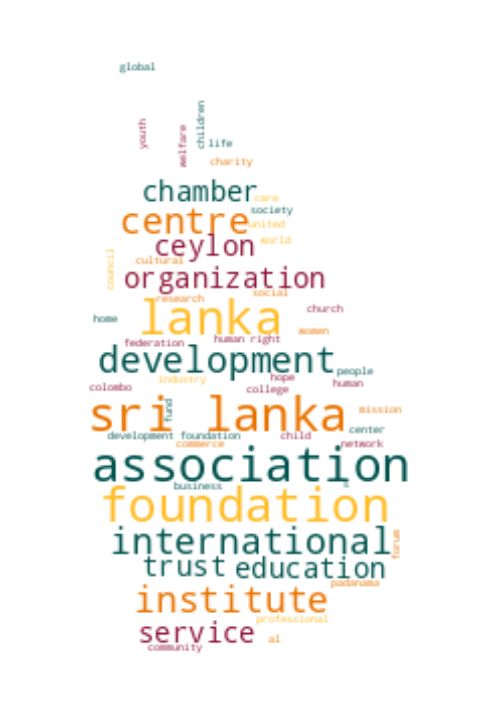 global
children
youth
welfare
life
charity
chamber
care
society
centre
united
ceylon
world
cultural
council
organization
social
research
lanka
church
home
women
human right
federation
development
people
industry
hope
human
colombo
college
fund
sri lanka
mission
center
development foundation
child
commerce
network
association
business
foundation
international
forum
trust
education
padanama
institute
professional
service
al
community